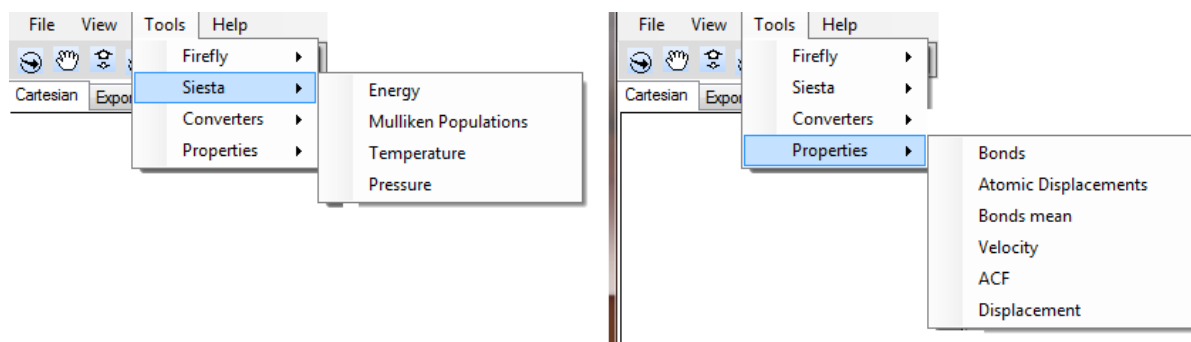 File View Tools Help
Firefly
Cartesian
Siesta
Energy
Converters
Mulliken Populations
Properties
Temperature
Pressure
File View Tools Help
Firefly
Cartesian
Siesta
Converters
Properties
Bonds
Atomic Displacements
Bonds mean
Velocity
ACF
Displacement